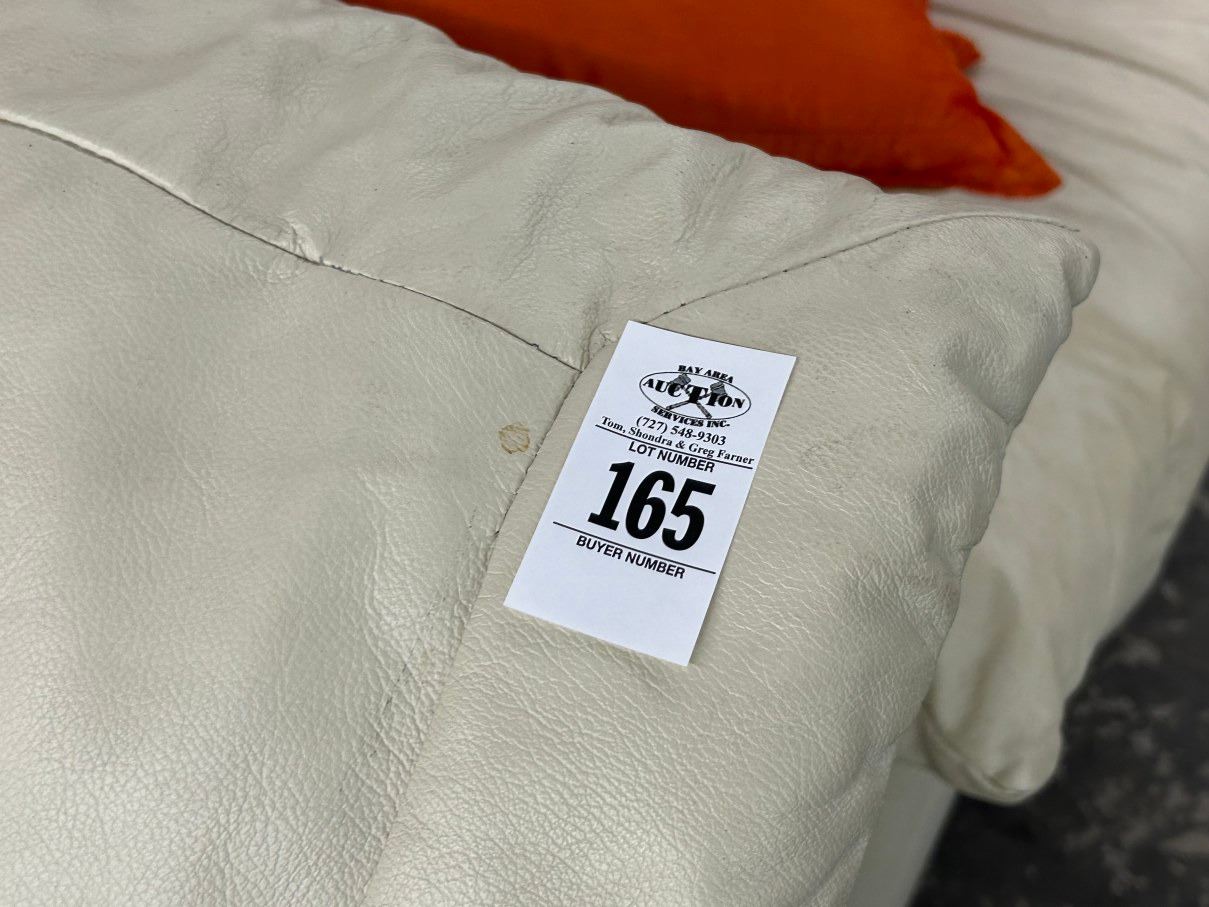 BAY AREA
AUCTION
SERVICES INC.
(727) 548-9303
Tom, Shondra & Greg Farner
LOT NUMBER
165
BUYER NUMBER